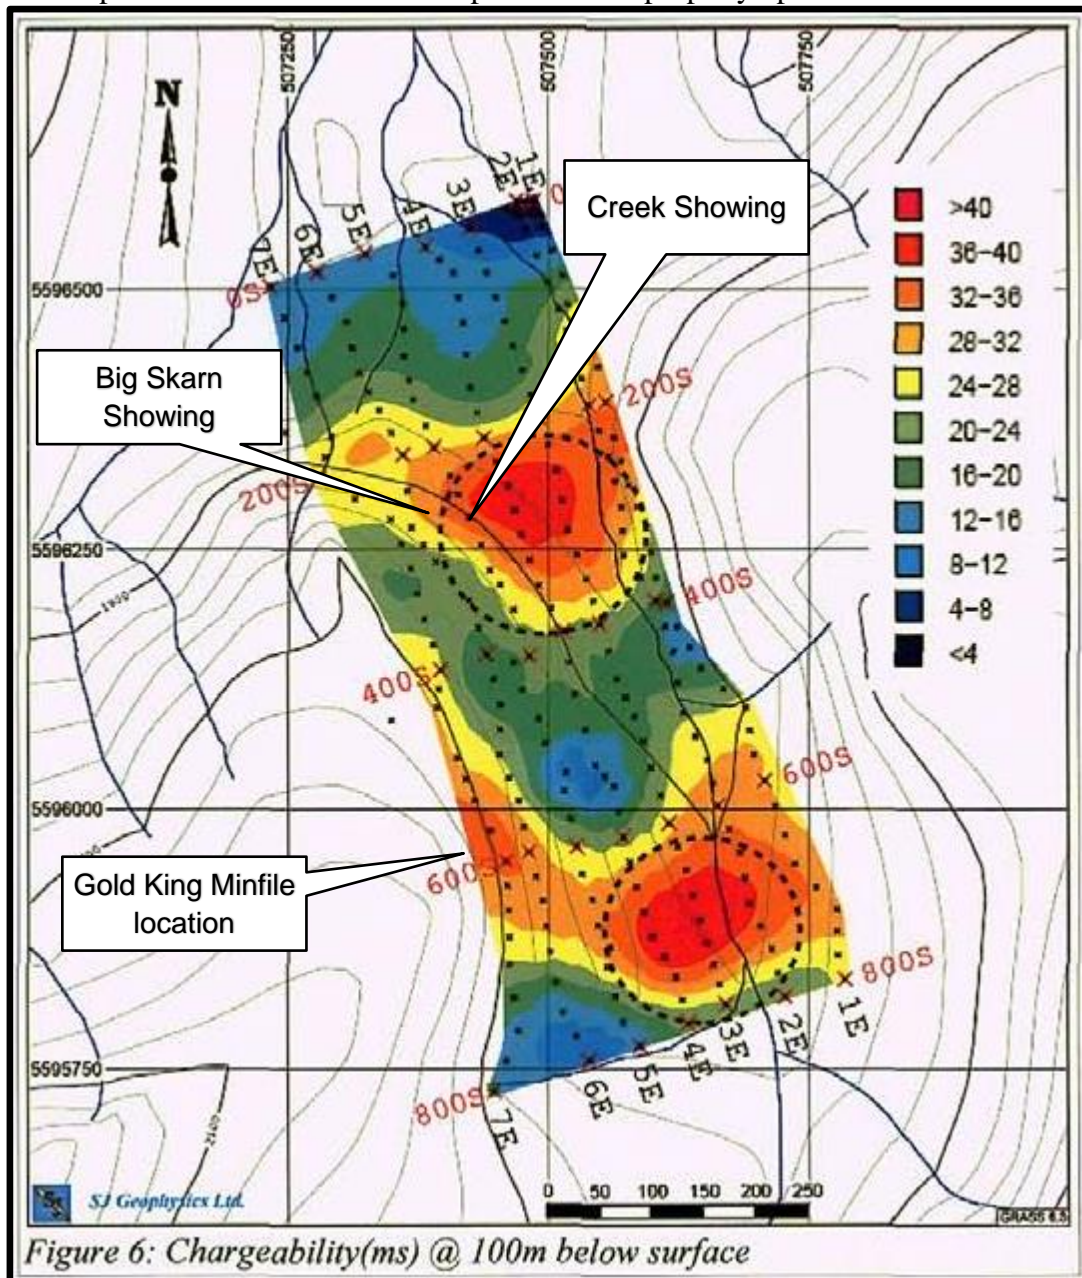 507250
507500
507750
N
1E
2E
3E
4E
5E
6E
7E
0S
5596500
Creek Showing
>40
36-40
32-36
28-32
24-28
20-24
16-20
12-16
8-12
4-8
<4
Big Skarn
Showing
200S
200S
5596250
400S
400S
600S
5596000
Gold King Minfile
location
600S
800S
1E
2E
3E
4E
5E
6E
7E
5595750
800S
SJ Geophysics Ltd.
0 50 100 150 200 250
Figure 6: Chargeability(ms) @ 100m below surface